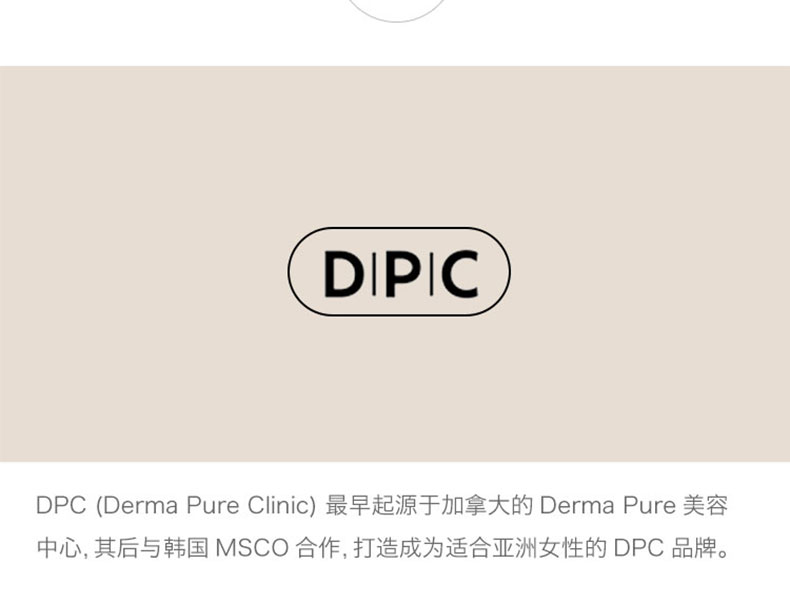 D|P|C
DPC (Derma Pure Clinic) 最早起源于加拿大的 Derma Pure 美容
中心, 其后与韩国 MSCO 合作, 打造成为适合亚洲女性的 DPC 品牌。